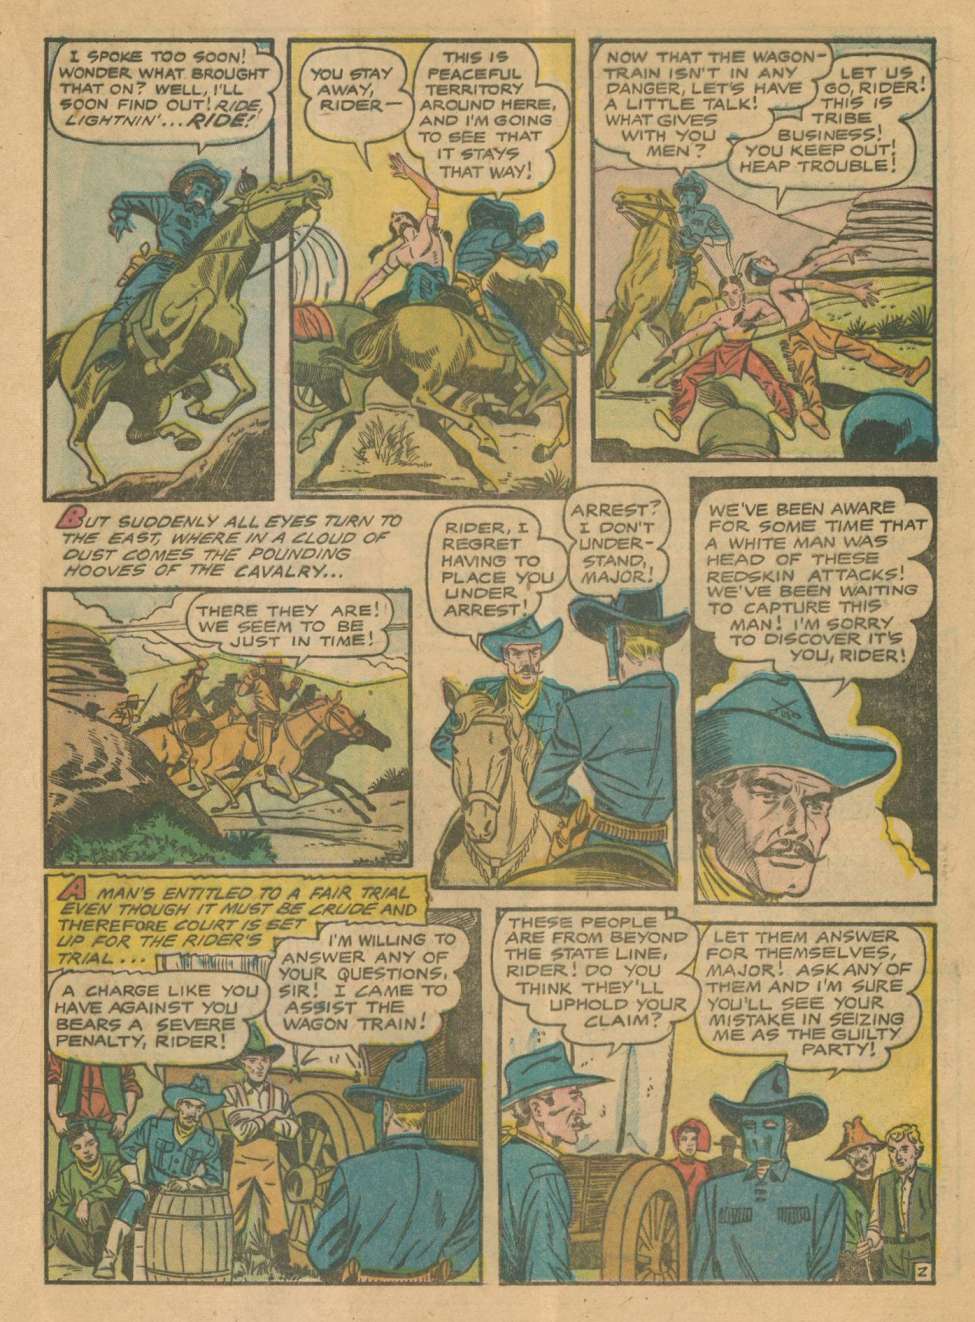 I SPOKE TOO SOON!
WONDER WHAT BROUGHT
THAT ON? WELL, I'LL
SOON FIND OUT! RIDE,
LIGHTNIN'... RIDE!
YOU STAY
AWAY,
RIDER—
THIS IS
PEACEFUL
TERRITORY
AROUND HERE,
AND I'M GOING
TO SEE THAT
IT STAYS
THAT WAY!
NOW THAT THE WAGON-
TRAIN ISN'T IN ANY
DANGER, LET'S HAVE
A LITTLE TALK!
WHAT GIVES
WITH YOU
MEN?
LET US
GO, RIDER!
THIS IS
TRIBE
BUSINESS!
YOU KEEP OUT!
HEAP TROUBLE!
BUT SUDDENLY ALL EYES TURN TO
THE EAST, WHERE IN A CLOUD OF
DUST COMES THE POUNDING
HOOVES OF THE CAVALRY...
THERE THEY ARE!
WE SEEM TO BE
JUST IN TIME!
RIDER, I
REGRET
HAVING TO
PLACE YOU
UNDER
ARREST!
ARREST?
I DON'T
UNDER-
STAND,
MAJOR!
WE'VE BEEN AWARE
FOR SOME TIME THAT
A WHITE MAN WAS
HEAD OF THESE
REDSKIN ATTACKS!
WE'VE BEEN WAITING
TO CAPTURE THIS
MAN! I'M SORRY
TO DISCOVER IT'S
YOU, RIDER!
A MAN'S ENTITLED TO A FAIR TRIAL
EVEN THOUGH IT MUST BE CRUDE AND
THEREFORE COURT IS SET
UP FOR THE RIDER'S
TRIAL...
A CHARGE LIKE YOU
HAVE AGAINST YOU
BEARS A SEVERE
PENALTY, RIDER!
I'M WILLING TO
ANSWER ANY OF
YOUR QUESTIONS,
SIR! I CAME TO
ASSIST THE
WAGON TRAIN!
THESE PEOPLE
ARE FROM BEYOND
THE STATE LINE,
RIDER! DO YOU
THINK THEY'LL
UPHOLD YOUR
CLAIM?
LET THEM ANSWER
FOR THEMSELVES,
MAJOR! ASK ANY OF
THEM AND I'M SURE
YOU'LL SEE YOUR
MISTAKE IN SEIZING
ME AS THE GUILTY
PARTY!
2